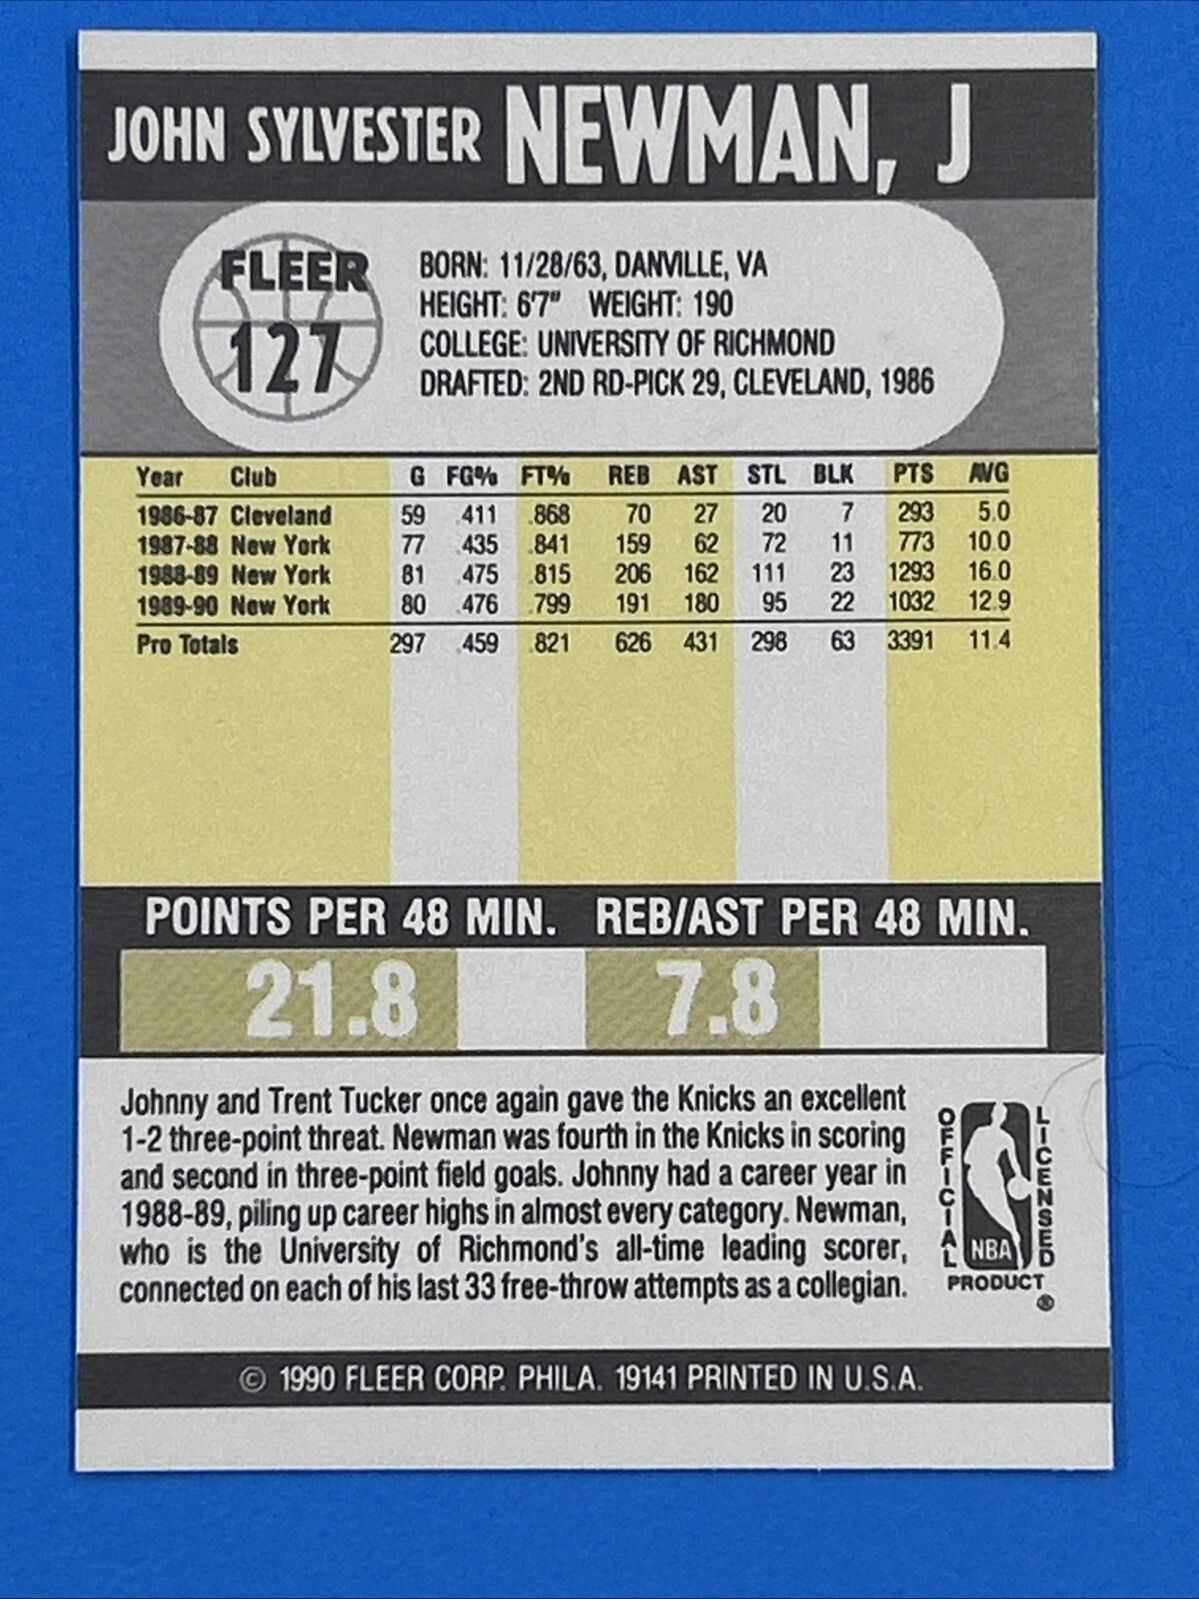 JOHN SYLVESTER NEWMAN, J
FLEER
127
BORN: 11/28/63, DANVILLE, VA
HEIGHT: 6'7" WEIGHT: 190
COLLEGE: UNIVERSITY OF RICHMOND
DRAFTED: 2ND RD-PICK 29, CLEVELAND, 1986
Year Club G FG% FT% REB AST STL BLK PTS AVG
1986-87 Cleveland 59 .411 .868 70 27 20 7 293 5.0
1987-88 New York 77 .435 .841 159 62 72 11 773 10.0
1988-89 New York 81 .475 .815 206 162 111 23 1293 16.0
1989-90 New York 80 .476 .799 191 180 95 22 1032 12.9
Pro Totals 297 .459 .821 626 431 298 63 3391 11.4
POINTS PER 48 MIN. REB/AST PER 48 MIN.
21.8 7.8
Johnny and Trent Tucker once again gave the Knicks an excellent
1-2 three-point threat. Newman was fourth in the Knicks in scoring
and second in three-point field goals. Johnny had a career year in
1988-89, piling up career highs in almost every category. Newman,
who is the University of Richmond's all-time leading scorer,
connected on each of his last 33 free-throw attempts as a collegian.
OFFICIAL
LICENSED
NBA
PRODUCT
®
© 1990 FLEER CORP. PHILA. 19141 PRINTED IN U.S.A.